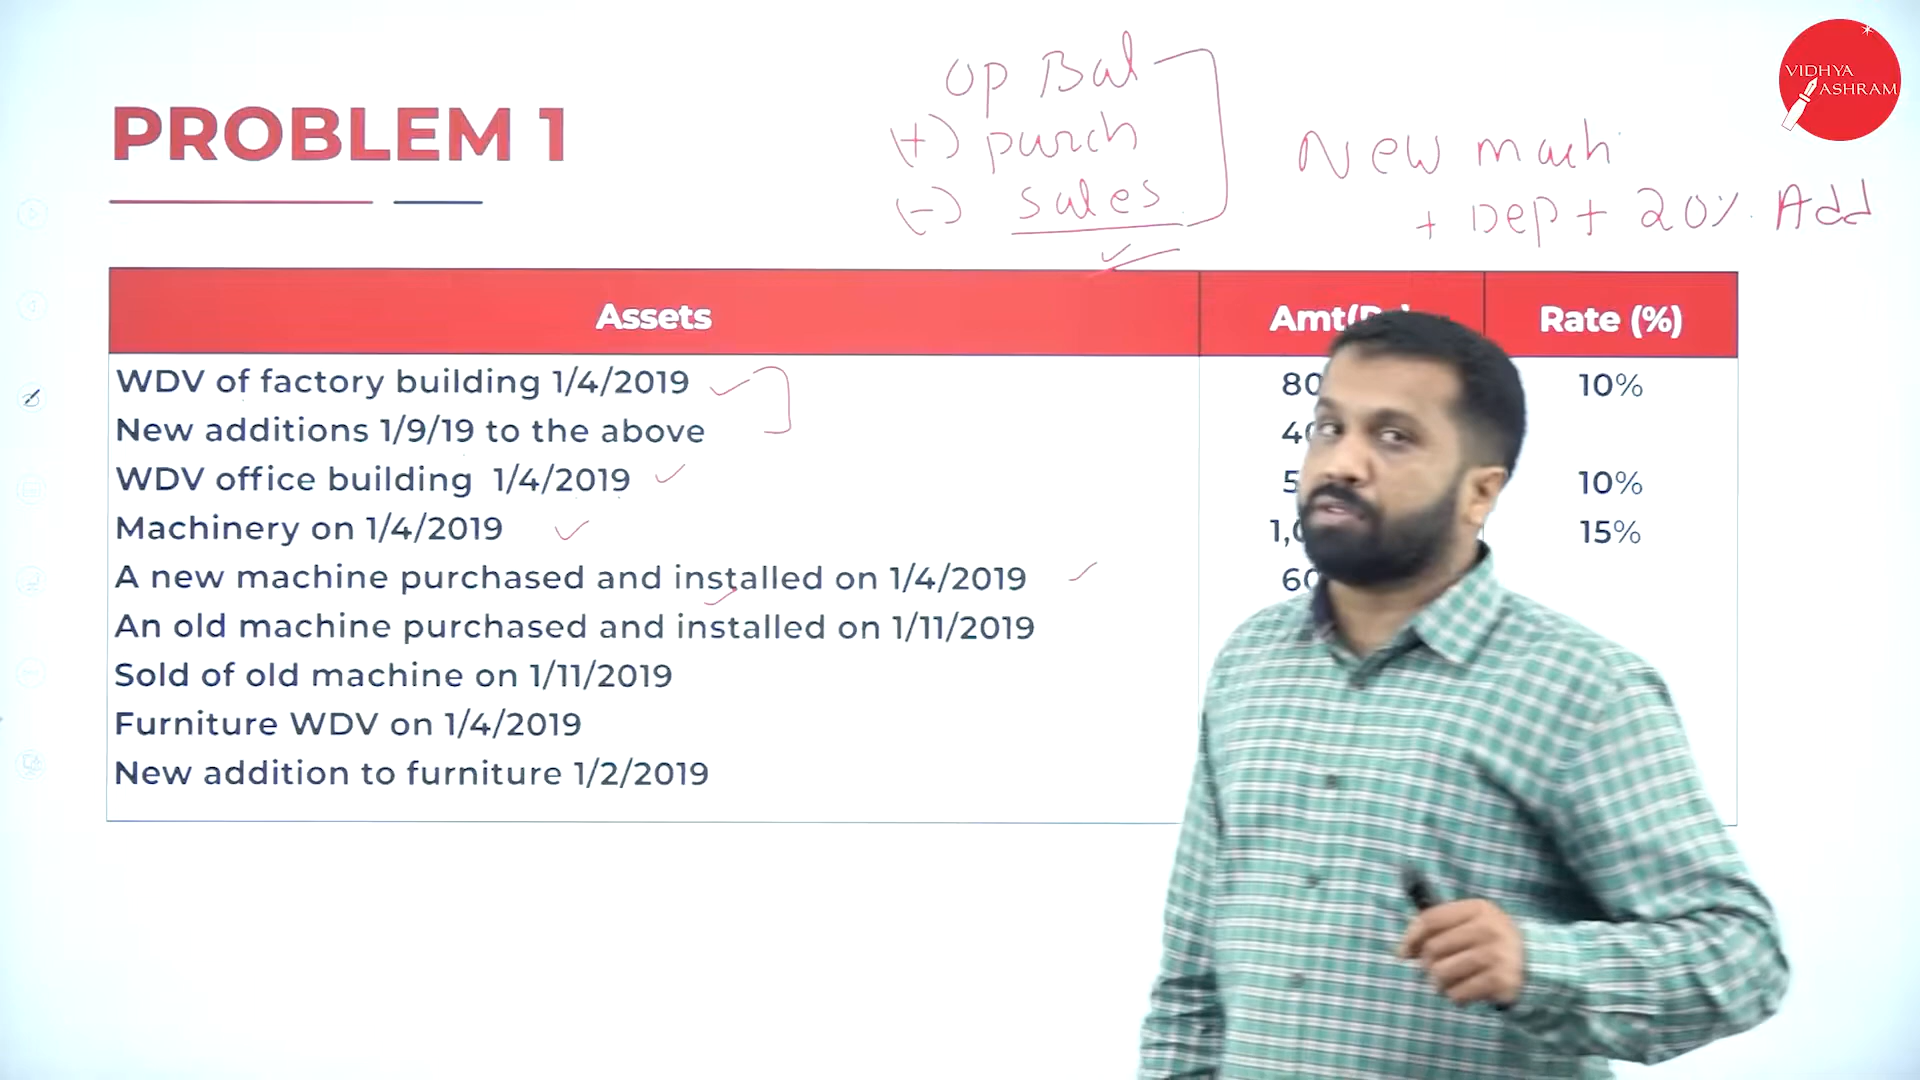 Op Bal
(+) purch
(-) sales
New mach
+ Dep + 20% Add
VIDHYA
ASHRAM
PROBLEM 1
Assets Rate (%)
WDV of factory building 1/4/2019 10%
New additions 1/9/19 to the above
WDV office building 1/4/2019 10%
Machinery on 1/4/2019 15%
A new machine purchased and installed on 1/4/2019
An old machine purchased and installed on 1/11/2019
Sold of old machine on 1/11/2019
Furniture WDV on 1/4/2019
New addition to furniture 1/2/2019